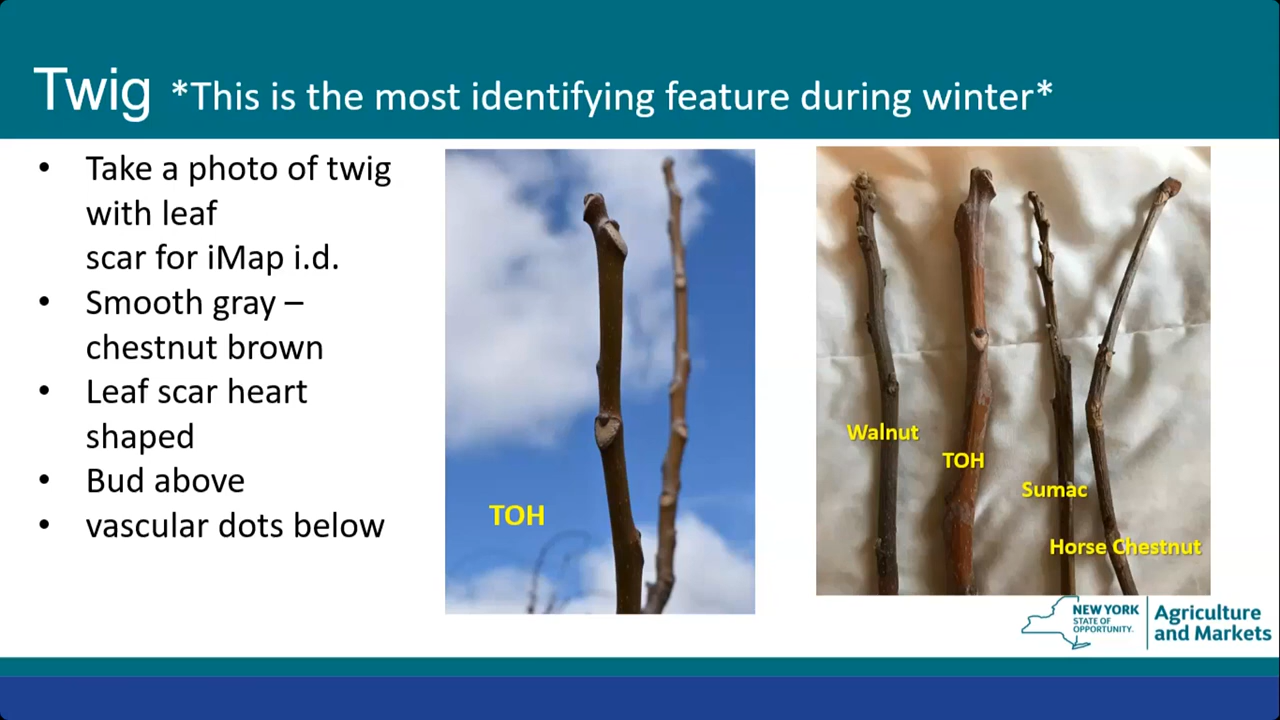 Twig *This is the most identifying feature during winter*
• Take a photo of twig
with leaf
scar for iMap i.d.
• Smooth gray –
chestnut brown
• Leaf scar heart
shaped
• Bud above
• vascular dots below
TOH
Walnut
TOH
Sumac
Horse Chestnut
NEW YORK
STATE OF
OPPORTUNITY.
Agriculture
and Markets